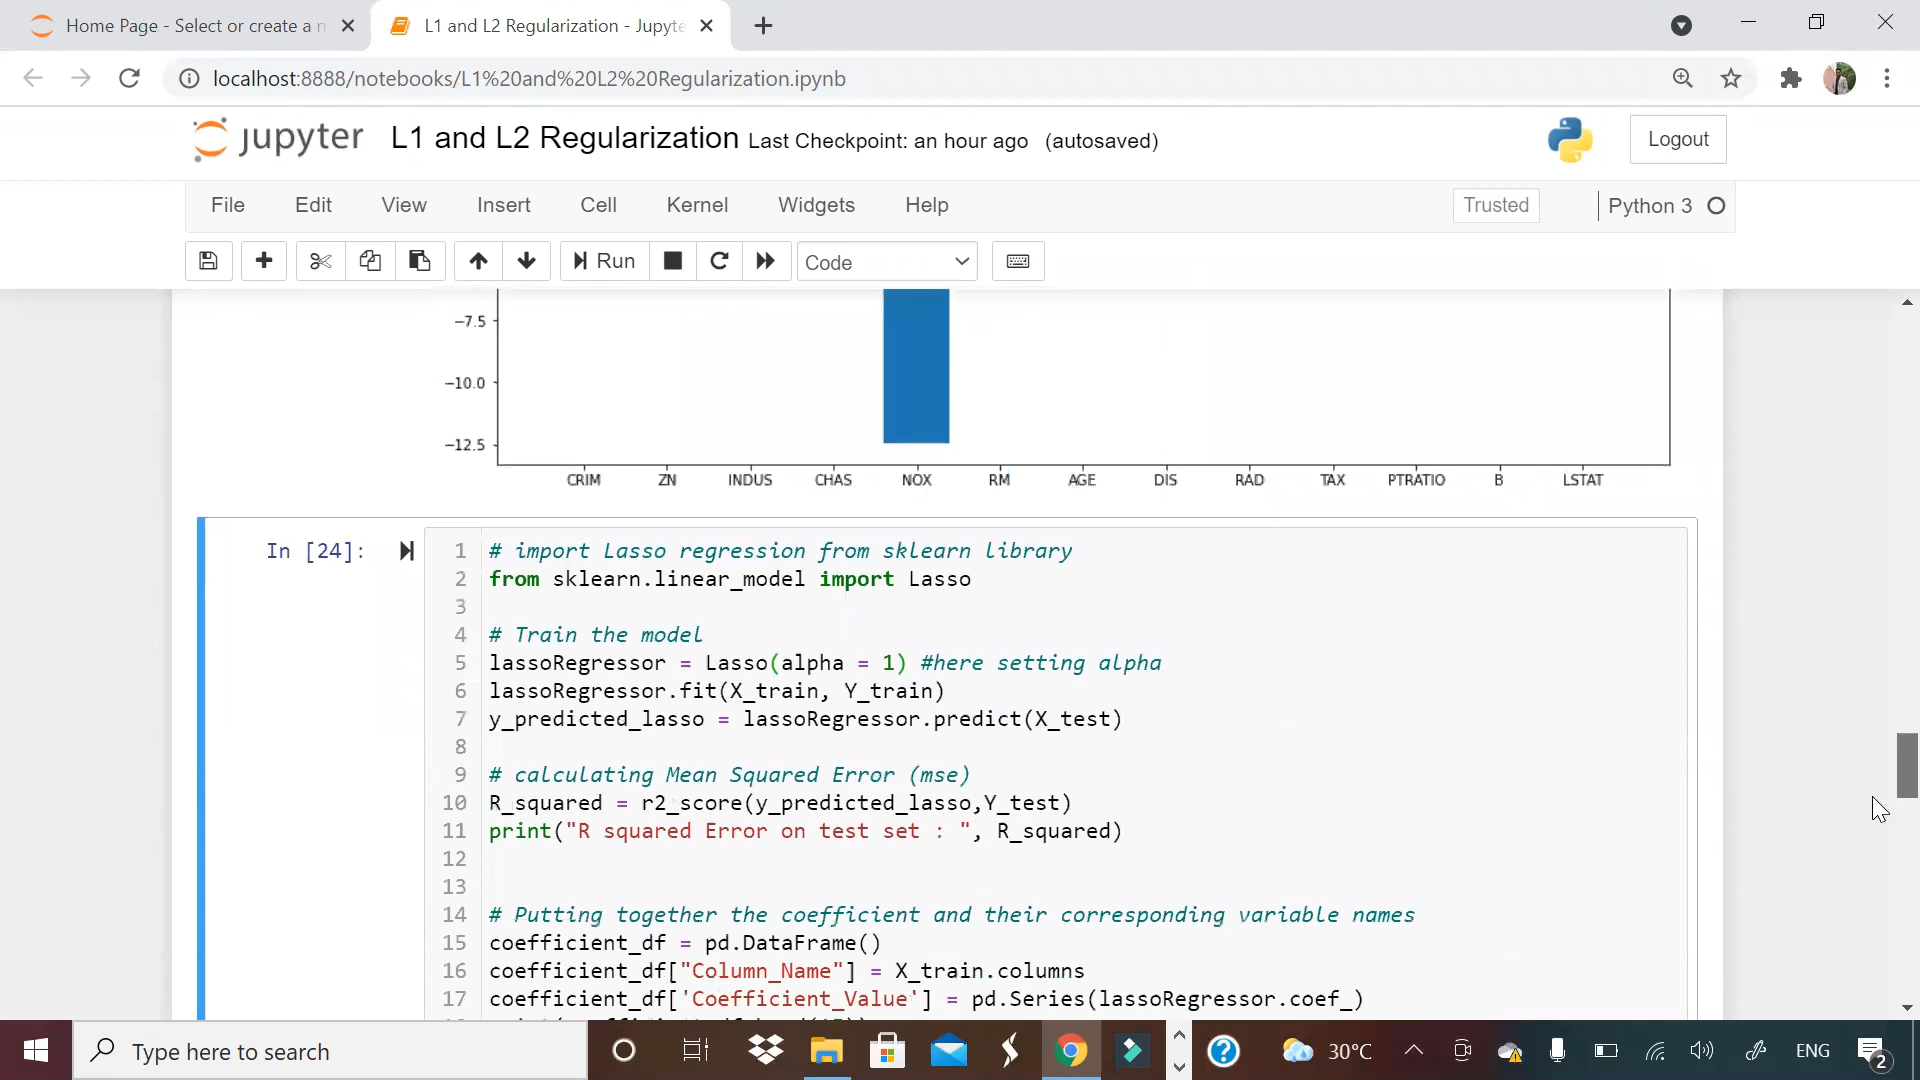 Home Page - Select or create a n
L1 and L2 Regularization - Jupyte
localhost:8888/notebooks/L1%20and%20L2%20Regularization.ipynb
jupyter L1 and L2 Regularization Last Checkpoint: an hour ago (autosaved) Logout
File Edit View Insert Cell Kernel Widgets Help Trusted Python 3
Run Code
−7.5
−10.0
−12.5
CRIM ZN INDUS CHAS NOX RM AGE DIS RAD TAX PTRATIO B LSTAT
In [24]:
1 # import Lasso regression from sklearn library
2 from sklearn.linear_model import Lasso
3
4 # Train the model
5 lassoRegressor = Lasso(alpha = 1) #here setting alpha
6 lassoRegressor.fit(X_train, Y_train)
7 y_predicted_lasso = lassoRegressor.predict(X_test)
8
9 # calculating Mean Squared Error (mse)
10 R_squared = r2_score(y_predicted_lasso,Y_test)
11 print("R squared Error on test set : ", R_squared)
12
13
14 # Putting together the coefficient and their corresponding variable names
15 coefficient_df = pd.DataFrame()
16 coefficient_df["Column_Name"] = X_train.columns
17 coefficient_df['Coefficient_Value'] = pd.Series(lassoRegressor.coef_)
Type here to search
30°C
ENG
2